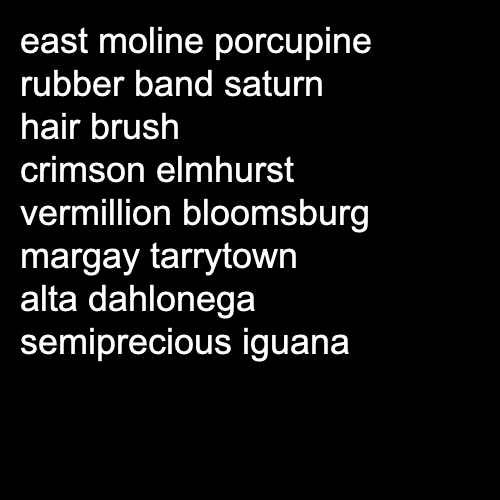 east moline porcupine
rubber band saturn
hair brush
crimson elmhurst
vermillion bloomsburg
margay tarrytown
alta dahlonega
semiprecious iguana